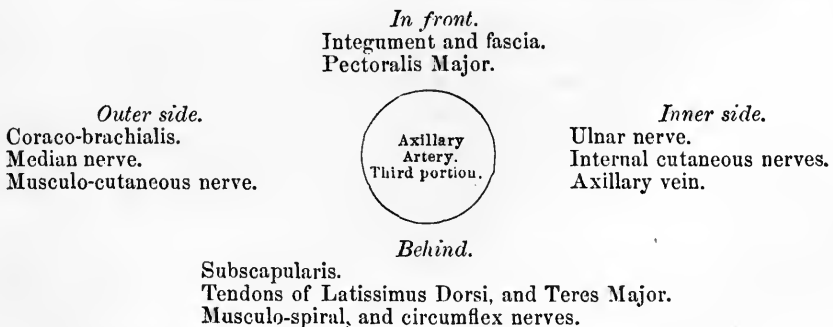 In front.
Integument and fascia.
Pectoralis Major.
Outer side.
Coraco-brachialis.
Median nerve.
Musculo-cutaneous nerve.
Axillary
Artery.
Third portion.
Inner side.
Ulnar nerve.
Internal cutaneous nerves.
Axillary vein.
Behind.
Subscapularis.
Tendons of Latissimus Dorsi, and Teres Major.
Musculo-spiral, and circumflex nerves.